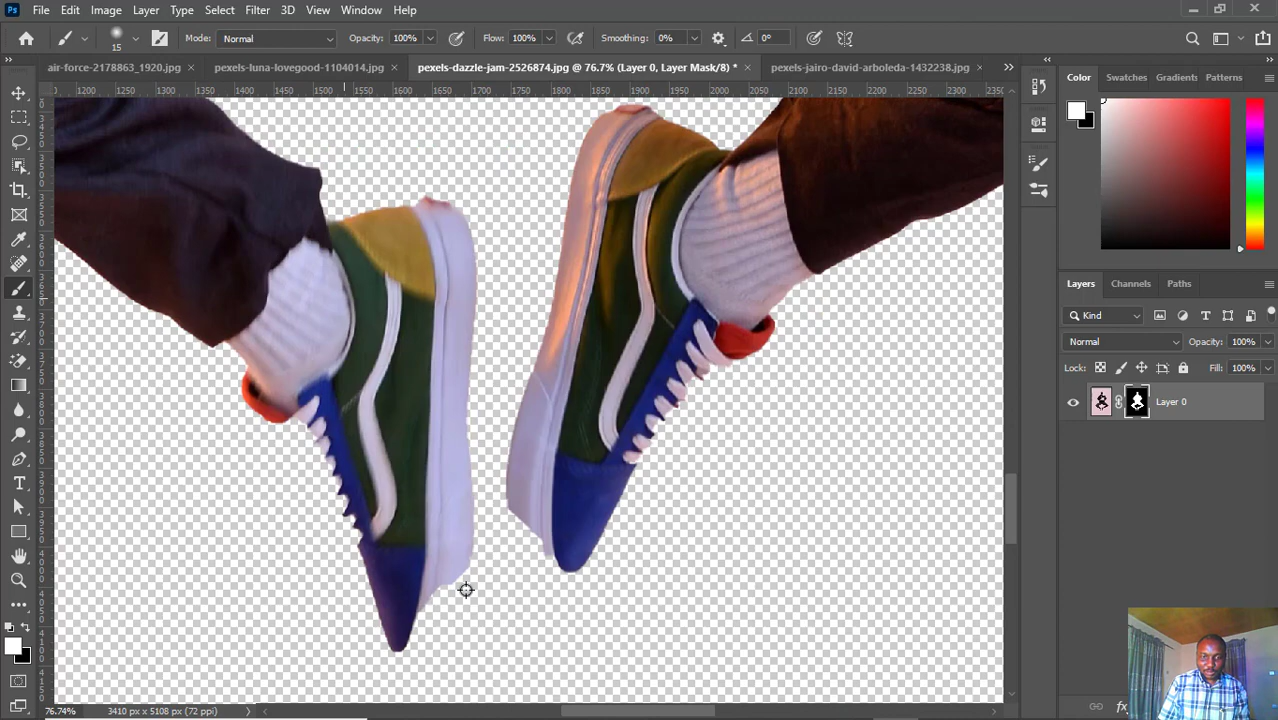 Ps File Edit Image Layer Type Select Filter 3D View Window Help
15 Mode: Normal Opacity: 100% Flow: 100% Smoothing: 0% 0°
air-force-2178863_1920.jpg × pexels-luna-lovegood-1104014.jpg × pexels-dazzle-jam-2526874.jpg @ 76.7% (Layer 0, Layer Mask/8) * × pexels-jairo-david-arboleda-1432238.jpg ×
1200 1250 1300 1350 1400 1450 1500 1550 1600 1650 1700 1750 1800 1850 1900 1950 2000 2050 2100 2150 2200 2250 2300 2350
Color Swatches Gradients Patterns
Layers Channels Paths
Kind
Normal Opacity: 100%
Lock: Fill: 100%
Layer 0
fx
76.74% 3410 px x 5108 px (72 ppi)